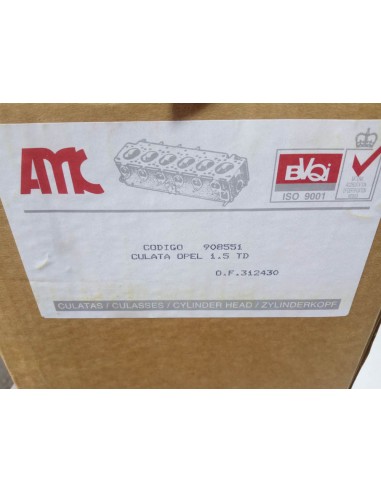 AMC
BVQi
ISO 9001
CODIGO 908551
CULATA OPEL 1.5 TD
O.F.312430
CULATAS / CULASSES / CYLINDER HEAD / ZYLINDERKOPF